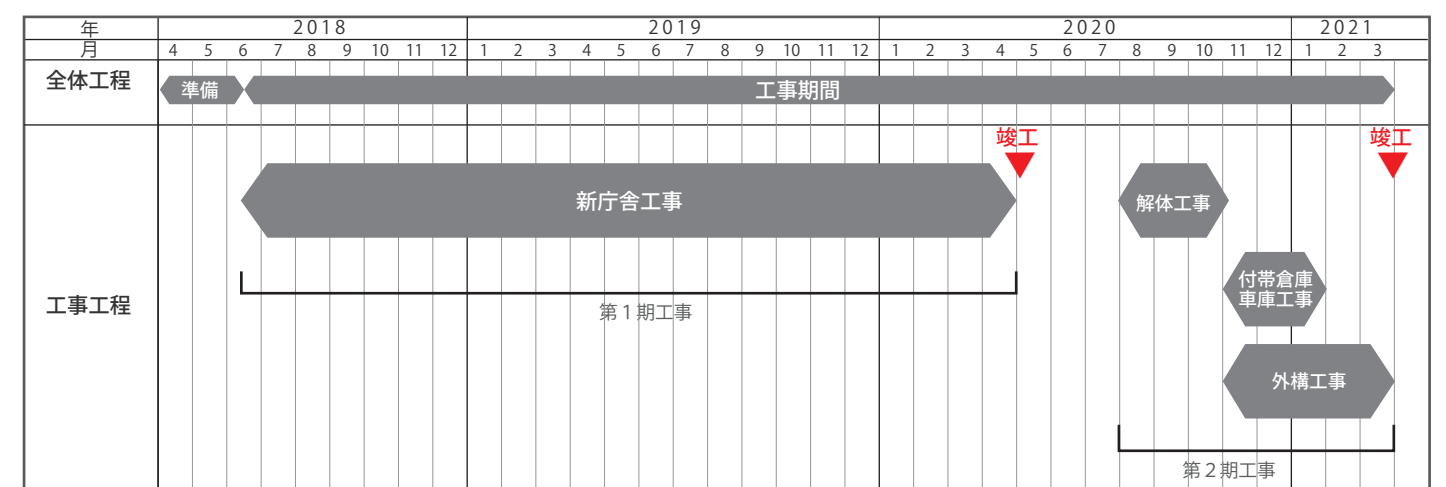 年 2018 2019 2020 2021
月 4 5 6 7 8 9 10 11 12 1 2 3 4 5 6 7 8 9 10 11 12 1 2 3 4 5 6 7 8 9 10 11 12 1 2 3
全体工程 準備 工事期間
竣工 竣工
新庁舎工事 解体工事
付帯倉庫
車庫工事
工事工程
第1期工事
外構工事
第2期工事